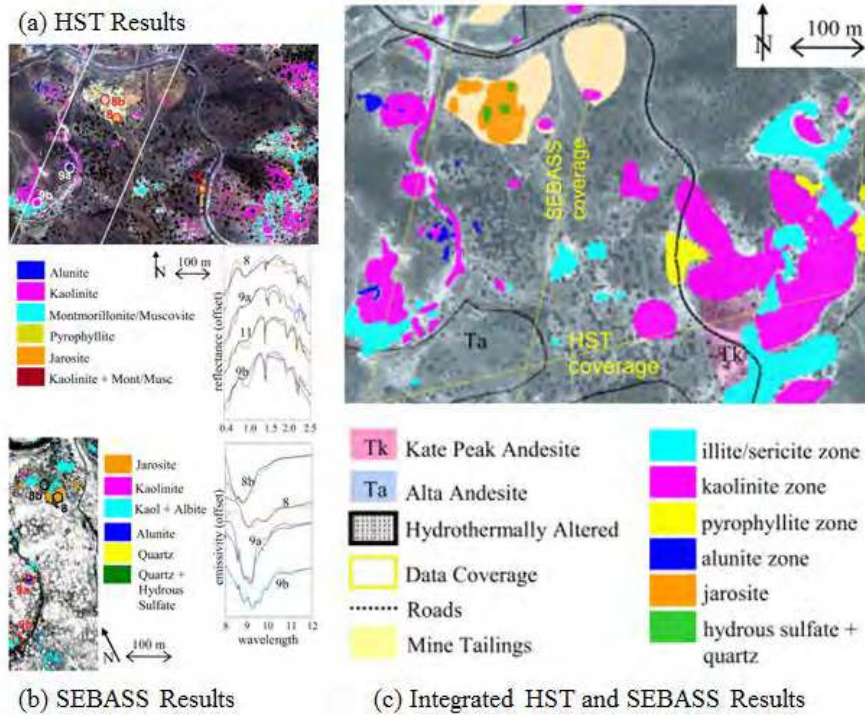 (a) HST Results
8b
8
9a
9b
N
100 m
Alunite
Kaolinite
Montmorillonite/Muscovite
Pyrophyllite
Jarosite
Kaolinite + Mont/Musc
reflectance (offset)
8
9a
11
9b
0.4 1.0 1.5 2.0 2.5
8b
8
9a
9b
Jarosite
Kaolinite
Kaol + Albite
Alunite
Quartz
Quartz +
Hydrous
Sulfate
N
100 m
emissivity (offset)
8b
8
9a
9b
8 9 10 11 12
wavelength
(b) SEBASS Results
N
100 m
SEBASS
coverage
HST
coverage
Ta
Tk
Tk Kate Peak Andesite
Ta Alta Andesite
Hydrothermally Altered
Data Coverage
Roads
Mine Tailings
illite/sericite zone
kaolinite zone
pyrophyllite zone
alunite zone
jarosite
hydrous sulfate +
quartz
(c) Integrated HST and SEBASS Results